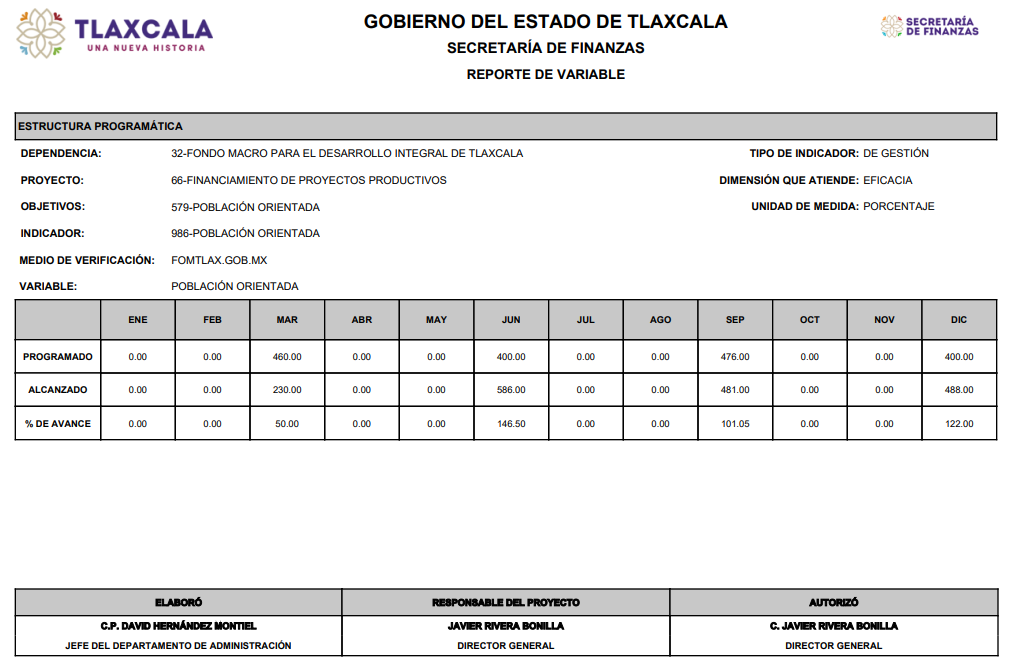 TLAXCALA
UNA NUEVA HISTORIA
GOBIERNO DEL ESTADO DE TLAXCALA
SECRETARÍA DE FINANZAS
REPORTE DE VARIABLE
SECRETARÍA
DE FINANZAS
ESTRUCTURA PROGRAMÁTICA
DEPENDENCIA: 32-FONDO MACRO PARA EL DESARROLLO INTEGRAL DE TLAXCALA TIPO DE INDICADOR: DE GESTIÓN
PROYECTO: 66-FINANCIAMIENTO DE PROYECTOS PRODUCTIVOS DIMENSIÓN QUE ATIENDE: EFICACIA
OBJETIVOS: 579-POBLACIÓN ORIENTADA UNIDAD DE MEDIDA: PORCENTAJE
INDICADOR: 986-POBLACIÓN ORIENTADA
MEDIO DE VERIFICACIÓN: FOMTLAX.GOB.MX
VARIABLE: POBLACIÓN ORIENTADA
ENE FEB MAR ABR MAY JUN JUL AGO SEP OCT NOV DIC
PROGRAMADO 0.00 0.00 460.00 0.00 0.00 400.00 0.00 0.00 476.00 0.00 0.00 400.00
ALCANZADO 0.00 0.00 230.00 0.00 0.00 586.00 0.00 0.00 481.00 0.00 0.00 488.00
% DE AVANCE 0.00 0.00 50.00 0.00 0.00 146.50 0.00 0.00 101.05 0.00 0.00 122.00
ELABORÓ RESPONSABLE DEL PROYECTO AUTORIZÓ
C.P. DAVID HERNÁNDEZ MONTIEL JAVIER RIVERA BONILLA C. JAVIER RIVERA BONILLA
JEFE DEL DEPARTAMENTO DE ADMINISTRACIÓN DIRECTOR GENERAL DIRECTOR GENERAL